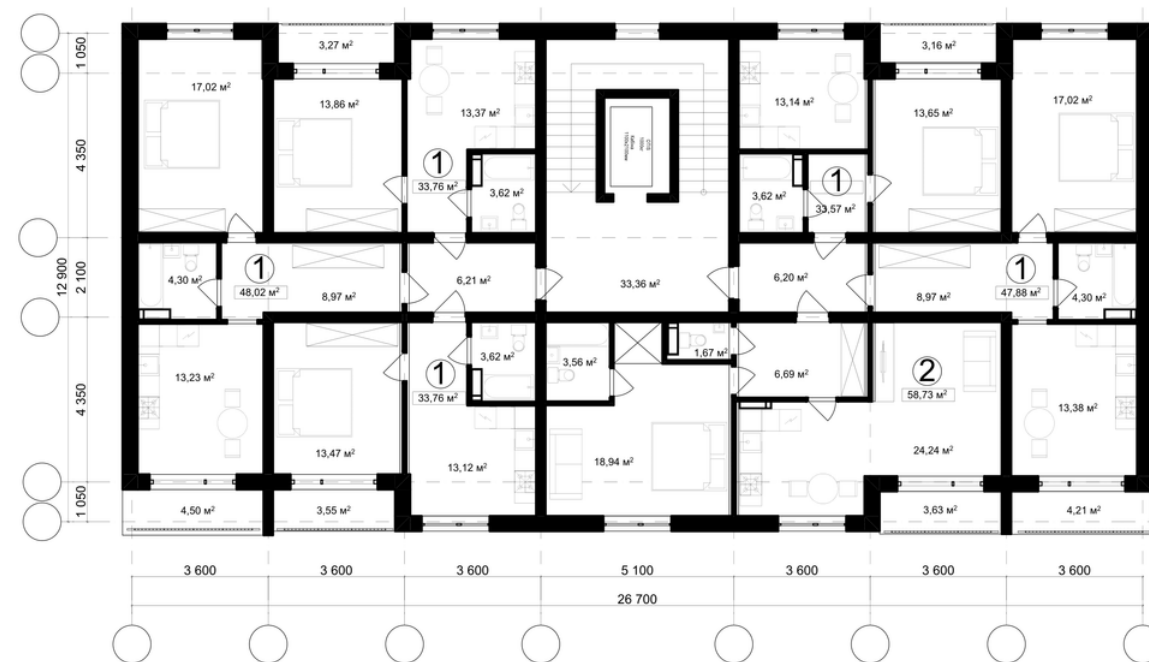 1 050
4 350
12 900
2 100
4 350
1 050
3,27 м²
3,16 м²
17,02 м²
13,86 м²
13,37 м²
13,14 м²
13,65 м²
17,02 м²
1
33,76 м²
3,62 м²
3,62 м²
1
33,57 м²
4,30 м²
1
48,02 м²
8,97 м²
6,21 м²
33,36 м²
6,20 м²
8,97 м²
1
47,88 м²
4,30 м²
13,23 м²
13,47 м²
1
33,76 м²
3,62 м²
13,12 м²
3,56 м²
1,67 м²
18,94 м²
6,69 м²
2
58,73 м²
24,24 м²
13,38 м²
4,50 м²
3,55 м²
3,63 м²
4,21 м²
3 600
3 600
3 600
5 100
3 600
3 600
3 600
26 700